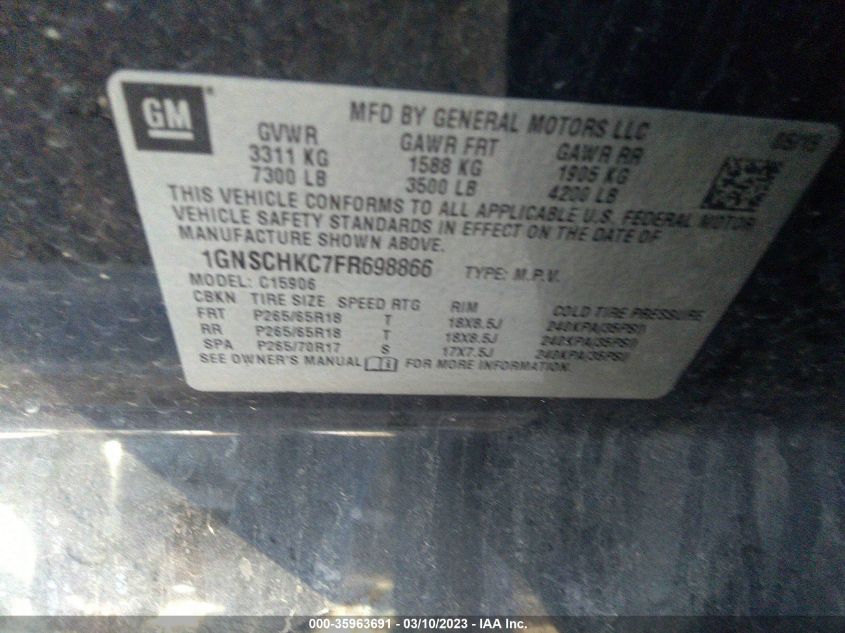 GM
MFD BY GENERAL MOTORS LLC
05/15
GVWR GAWR FRT GAWR RR
3311 KG 1588 KG 1905 KG
7300 LB 3500 LB 4200 LB
THIS VEHICLE CONFORMS TO ALL APPLICABLE U.S. FEDERAL MOTOR
VEHICLE SAFETY STANDARDS IN EFFECT ON THE DATE OF
MANUFACTURE SHOWN ABOVE.
1GNSCHKC7FR698866 TYPE: M.P.V.
MODEL: C15906
CBKN TIRE SIZE SPEED RTG RIM COLD TIRE PRESSURE
FRT P265/65R18 T 18X8.5J 240KPA(35PSI)
RR P265/65R18 T 18X8.5J 240KPA(35PSI)
SPA P265/70R17 S 17X7.5J 240KPA(35PSI)
SEE OWNER'S MANUAL FOR MORE INFORMATION.
000-35963691 - 03/10/2023 - IAA Inc.